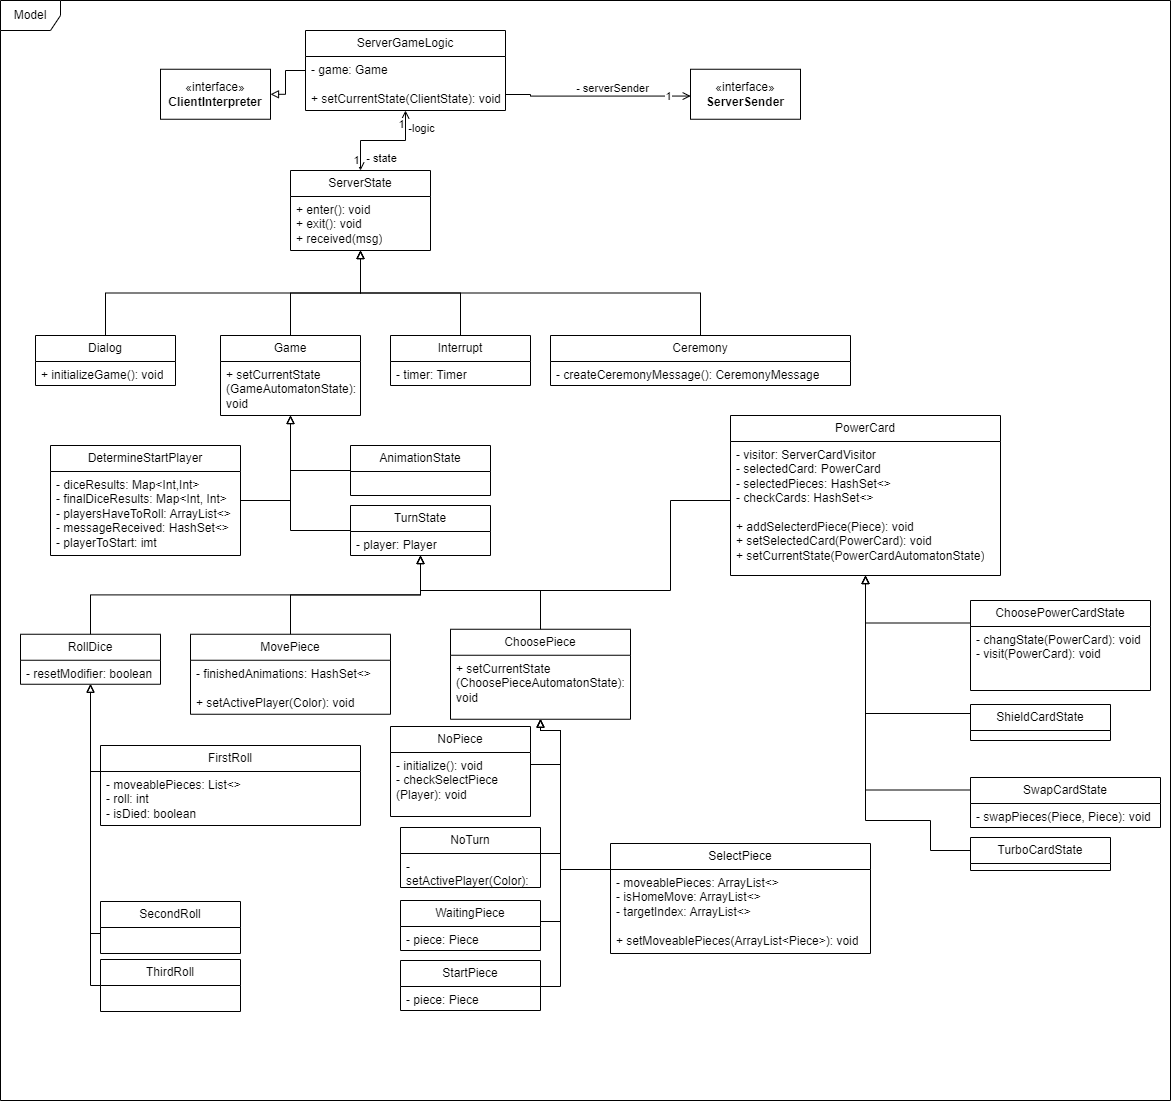 Model
ServerGameLogic
- game: Game
+ setCurrentState(ClientState): void
«interface»
ClientInterpreter
- serverSender
1
«interface»
ServerSender
1
-logic
1
- state
ServerState
+ enter(): void
+ exit(): void
+ received(msg)
Dialog
+ initializeGame(): void
Game
+ setCurrentState
(GameAutomatonState):
void
Interrupt
- timer: Timer
Ceremony
- createCeremonyMessage(): CeremonyMessage
DetermineStartPlayer
- diceResults: Map<Int,Int>
- finalDiceResults: Map<Int, Int>
- playersHaveToRoll: ArrayList<>
- messageReceived: HashSet<>
- playerToStart: imt
AnimationState
TurnState
- player: Player
PowerCard
- visitor: ServerCardVisitor
- selectedCard: PowerCard
- selectedPieces: HashSet<>
- checkCards: HashSet<>
+ addSelecterdPiece(Piece): void
+ setSelectedCard(PowerCard): void
+ setCurrentState(PowerCardAutomatonState)
RollDice
- resetModifier: boolean
MovePiece
- finishedAnimations: HashSet<>
+ setActivePlayer(Color): void
ChoosePiece
+ setCurrentState
(ChoosePieceAutomatonState):
void
ChoosePowerCardState
- changState(PowerCard): void
- visit(PowerCard): void
ShieldCardState
SwapCardState
- swapPieces(Piece, Piece): void
TurboCardState
FirstRoll
- moveablePieces: List<>
- roll: int
- isDied: boolean
SecondRoll
ThirdRoll
NoPiece
- initialize(): void
- checkSelectPiece
(Player): void
NoTurn
-
setActivePlayer(Color):
WaitingPiece
- piece: Piece
StartPiece
- piece: Piece
SelectPiece
- moveablePieces: ArrayList<>
- isHomeMove: ArrayList<>
- targetIndex: ArrayList<>
+ setMoveablePieces(ArrayList<Piece>): void